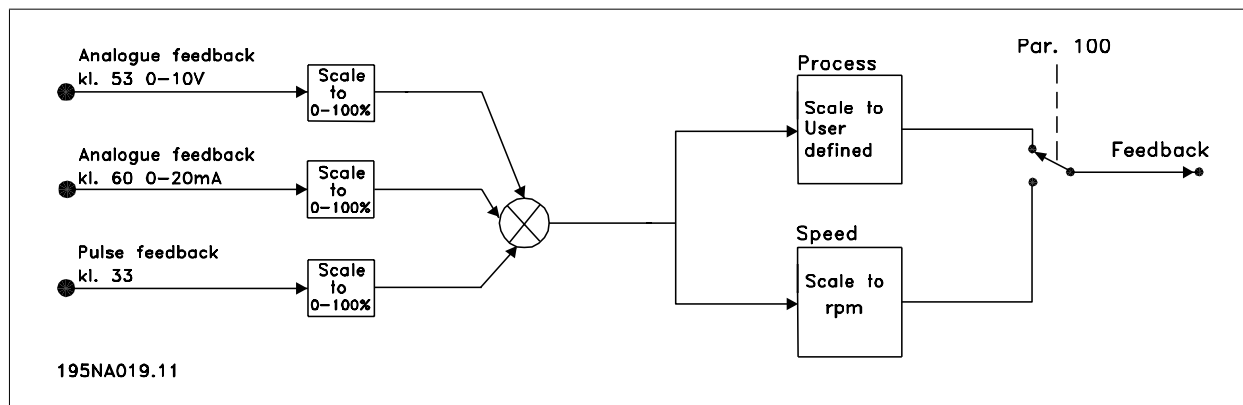 Analogue feedback
kl. 53 0-10V
Scale
to
0-100%
Analogue feedback
kl. 60 0-20mA
Scale
to
0-100%
Pulse feedback
kl. 33
Scale
to
0-100%
Process
Scale to
User
defined
Speed
Scale to
rpm
Par. 100
Feedback
195NA019.11